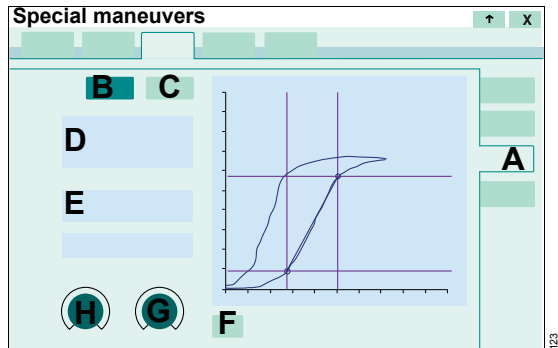 Special maneuvers
↑ X
B C
D
A
E
H G
F
123